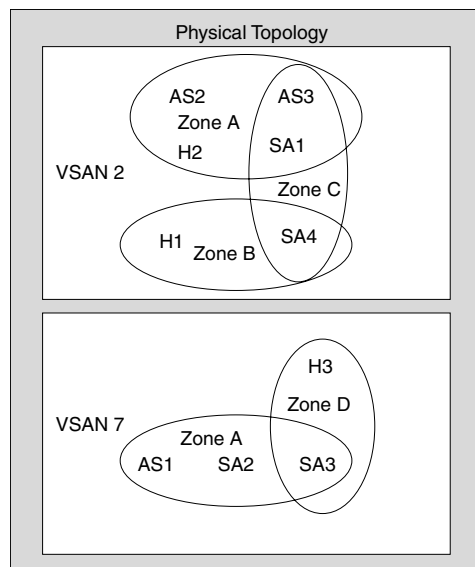 Physical Topology
AS2 AS3
Zone A
H2 SA1
VSAN 2
Zone C
H1 Zone B SA4
H3
Zone D
VSAN 7
Zone A
AS1 SA2 SA3